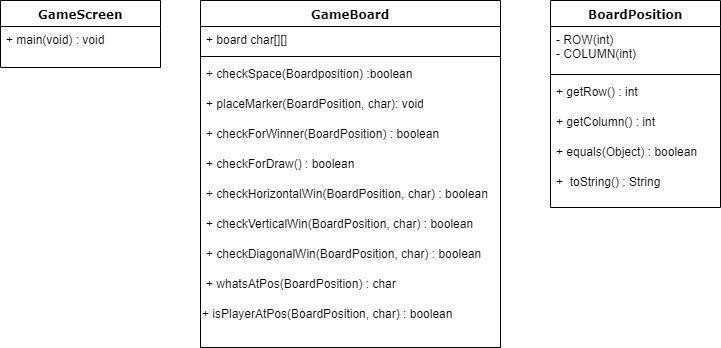 GameScreen
+ main(void) : void
GameBoard
+ board char[][]
+ checkSpace(Boardposition) :boolean
+ placeMarker(BoardPosition, char): void
+ checkForWinner(BoardPosition) : boolean
+ checkForDraw() : boolean
+ checkHorizontalWin(BoardPosition, char) : boolean
+ checkVerticalWin(BoardPosition, char) : boolean
+ checkDiagonalWin(BoardPosition, char) : boolean
+ whatsAtPos(BoardPosition) : char
+ isPlayerAtPos(BoardPosition, char) : boolean
BoardPosition
- ROW(int)
- COLUMN(int)
+ getRow() : int
+ getColumn() : int
+ equals(Object) : boolean
+ toString() : String